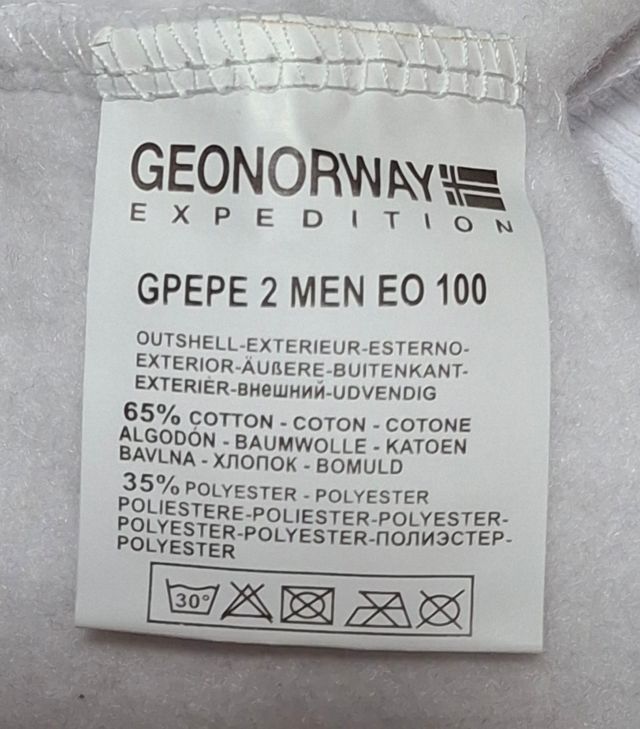 GEONORWAY
EXPEDITION
GPEPE 2 MEN EO 100
OUTSHELL-EXTERIEUR-ESTERNO-
EXTERIOR-ÄUßERE-BUITENKANT-
EXTERIÈR-внешний-UDVENDIG
65% COTTON - COTON - COTONE
ALGODÓN - BAUMWOLLE - KATOEN
BAVLNA - ХЛОПОК - BOMULD
35% POLYESTER - POLYESTER
POLIESTERE-POLIESTER-POLYESTER-
POLYESTER-POLYESTER-ПОЛИЭСТЕР-
POLYESTER
30°